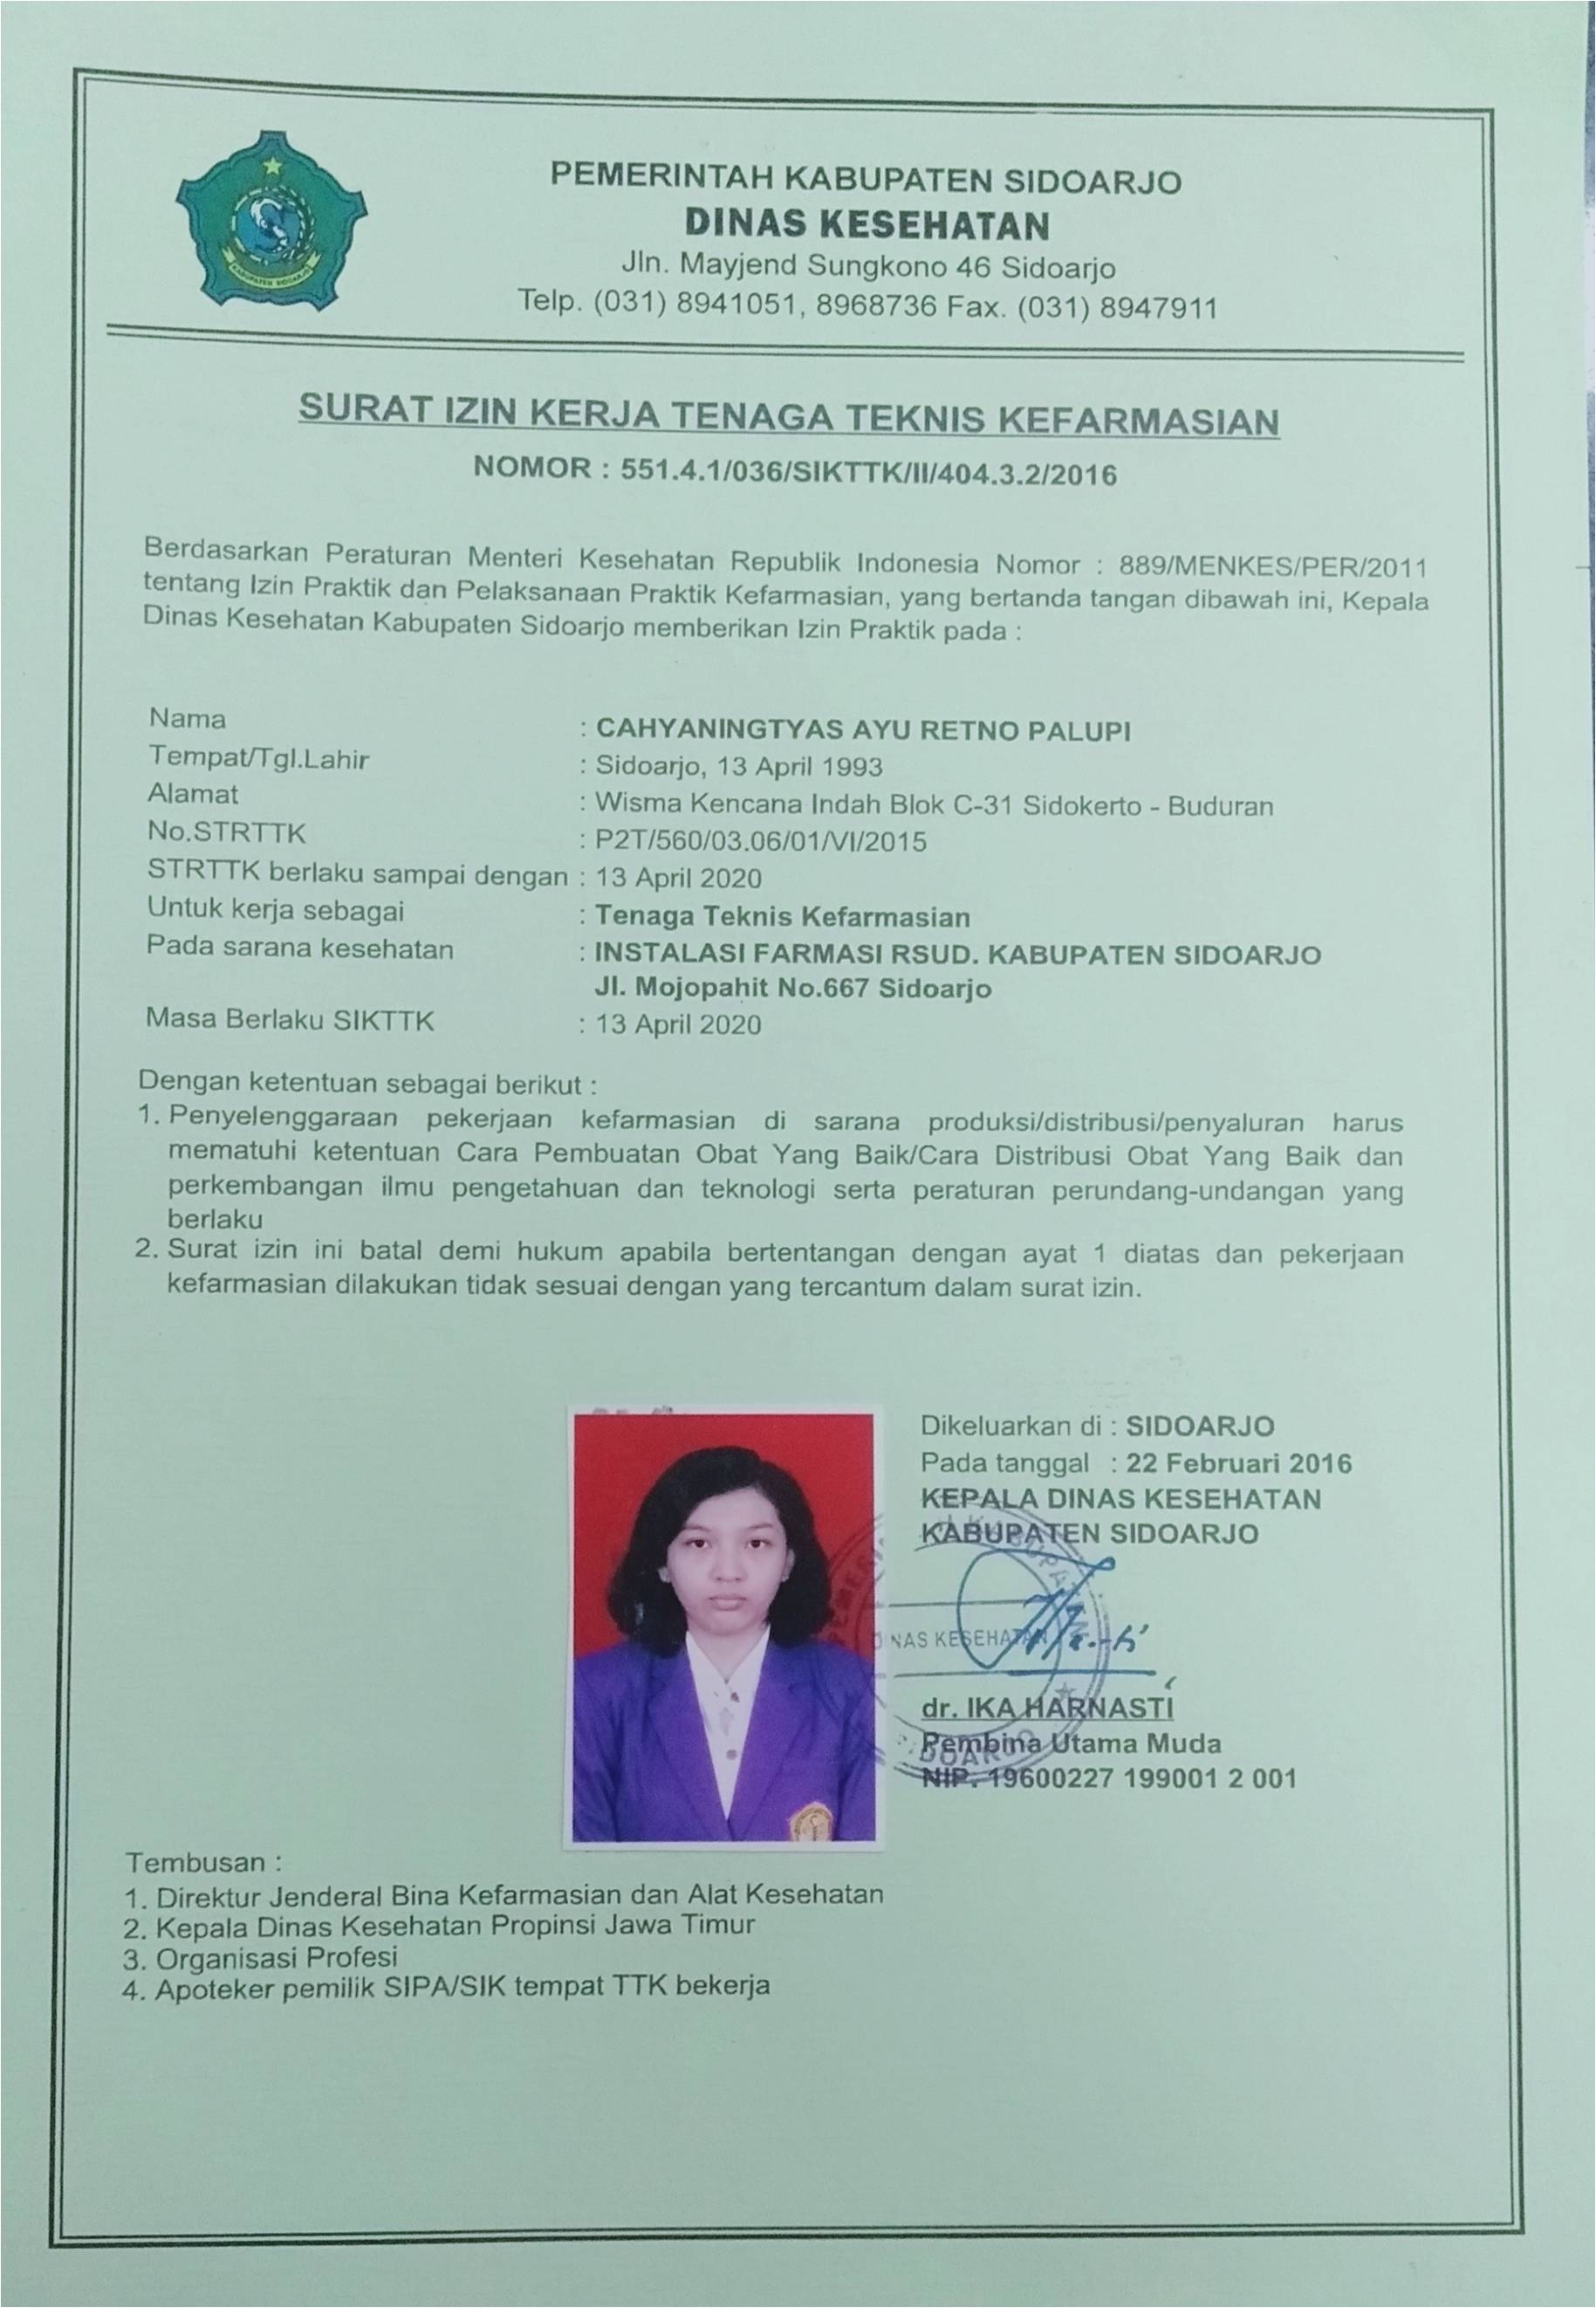 PEMERINTAH KABUPATEN SIDOARJO
DINAS KESEHATAN
Jln. Mayjend Sungkono 46 Sidoarjo
Telp. (031) 8941051, 8968736 Fax. (031) 8947911
KABUPATEN SIDOARJO
SURAT IZIN KERJA TENAGA TEKNIS KEFARMASIAN
NOMOR : 551.4.1/036/SIKTTK/II/404.3.2/2016
Berdasarkan Peraturan Menteri Kesehatan Republik Indonesia Nomor : 889/MENKES/PER/2011
tentang Izin Praktik dan Pelaksanaan Praktik Kefarmasian, yang bertanda tangan dibawah ini, Kepala
Dinas Kesehatan Kabupaten Sidoarjo memberikan Izin Praktik pada :
Nama : CAHYANINGTYAS AYU RETNO PALUPI
Tempat/Tgl.Lahir : Sidoarjo, 13 April 1993
Alamat : Wisma Kencana Indah Blok C-31 Sidokerto - Buduran
No.STRTTK : P2T/560/03.06/01/VI/2015
STRTTK berlaku sampai dengan : 13 April 2020
Untuk kerja sebagai : Tenaga Teknis Kefarmasian
Pada sarana kesehatan : INSTALASI FARMASI RSUD. KABUPATEN SIDOARJO
Jl. Mojopahit No.667 Sidoarjo
Masa Berlaku SIKTTK : 13 April 2020
Dengan ketentuan sebagai berikut :
1. Penyelenggaraan pekerjaan kefarmasian di sarana produksi/distribusi/penyaluran harus
mematuhi ketentuan Cara Pembuatan Obat Yang Baik/Cara Distribusi Obat Yang Baik dan
perkembangan ilmu pengetahuan dan teknologi serta peraturan perundang-undangan yang
berlaku
2. Surat izin ini batal demi hukum apabila bertentangan dengan ayat 1 diatas dan pekerjaan
kefarmasian dilakukan tidak sesuai dengan yang tercantum dalam surat izin.
Dikeluarkan di : SIDOARJO
Pada tanggal : 22 Februari 2016
KEPALA DINAS KESEHATAN
KABUPATEN SIDOARJO
DINAS KESEHATAN
SIDOARJO
dr. IKA HARNASTI
Pembina Utama Muda
NIP. 19600227 199001 2 001
Tembusan :
1. Direktur Jenderal Bina Kefarmasian dan Alat Kesehatan
2. Kepala Dinas Kesehatan Propinsi Jawa Timur
3. Organisasi Profesi
4. Apoteker pemilik SIPA/SIK tempat TTK bekerja